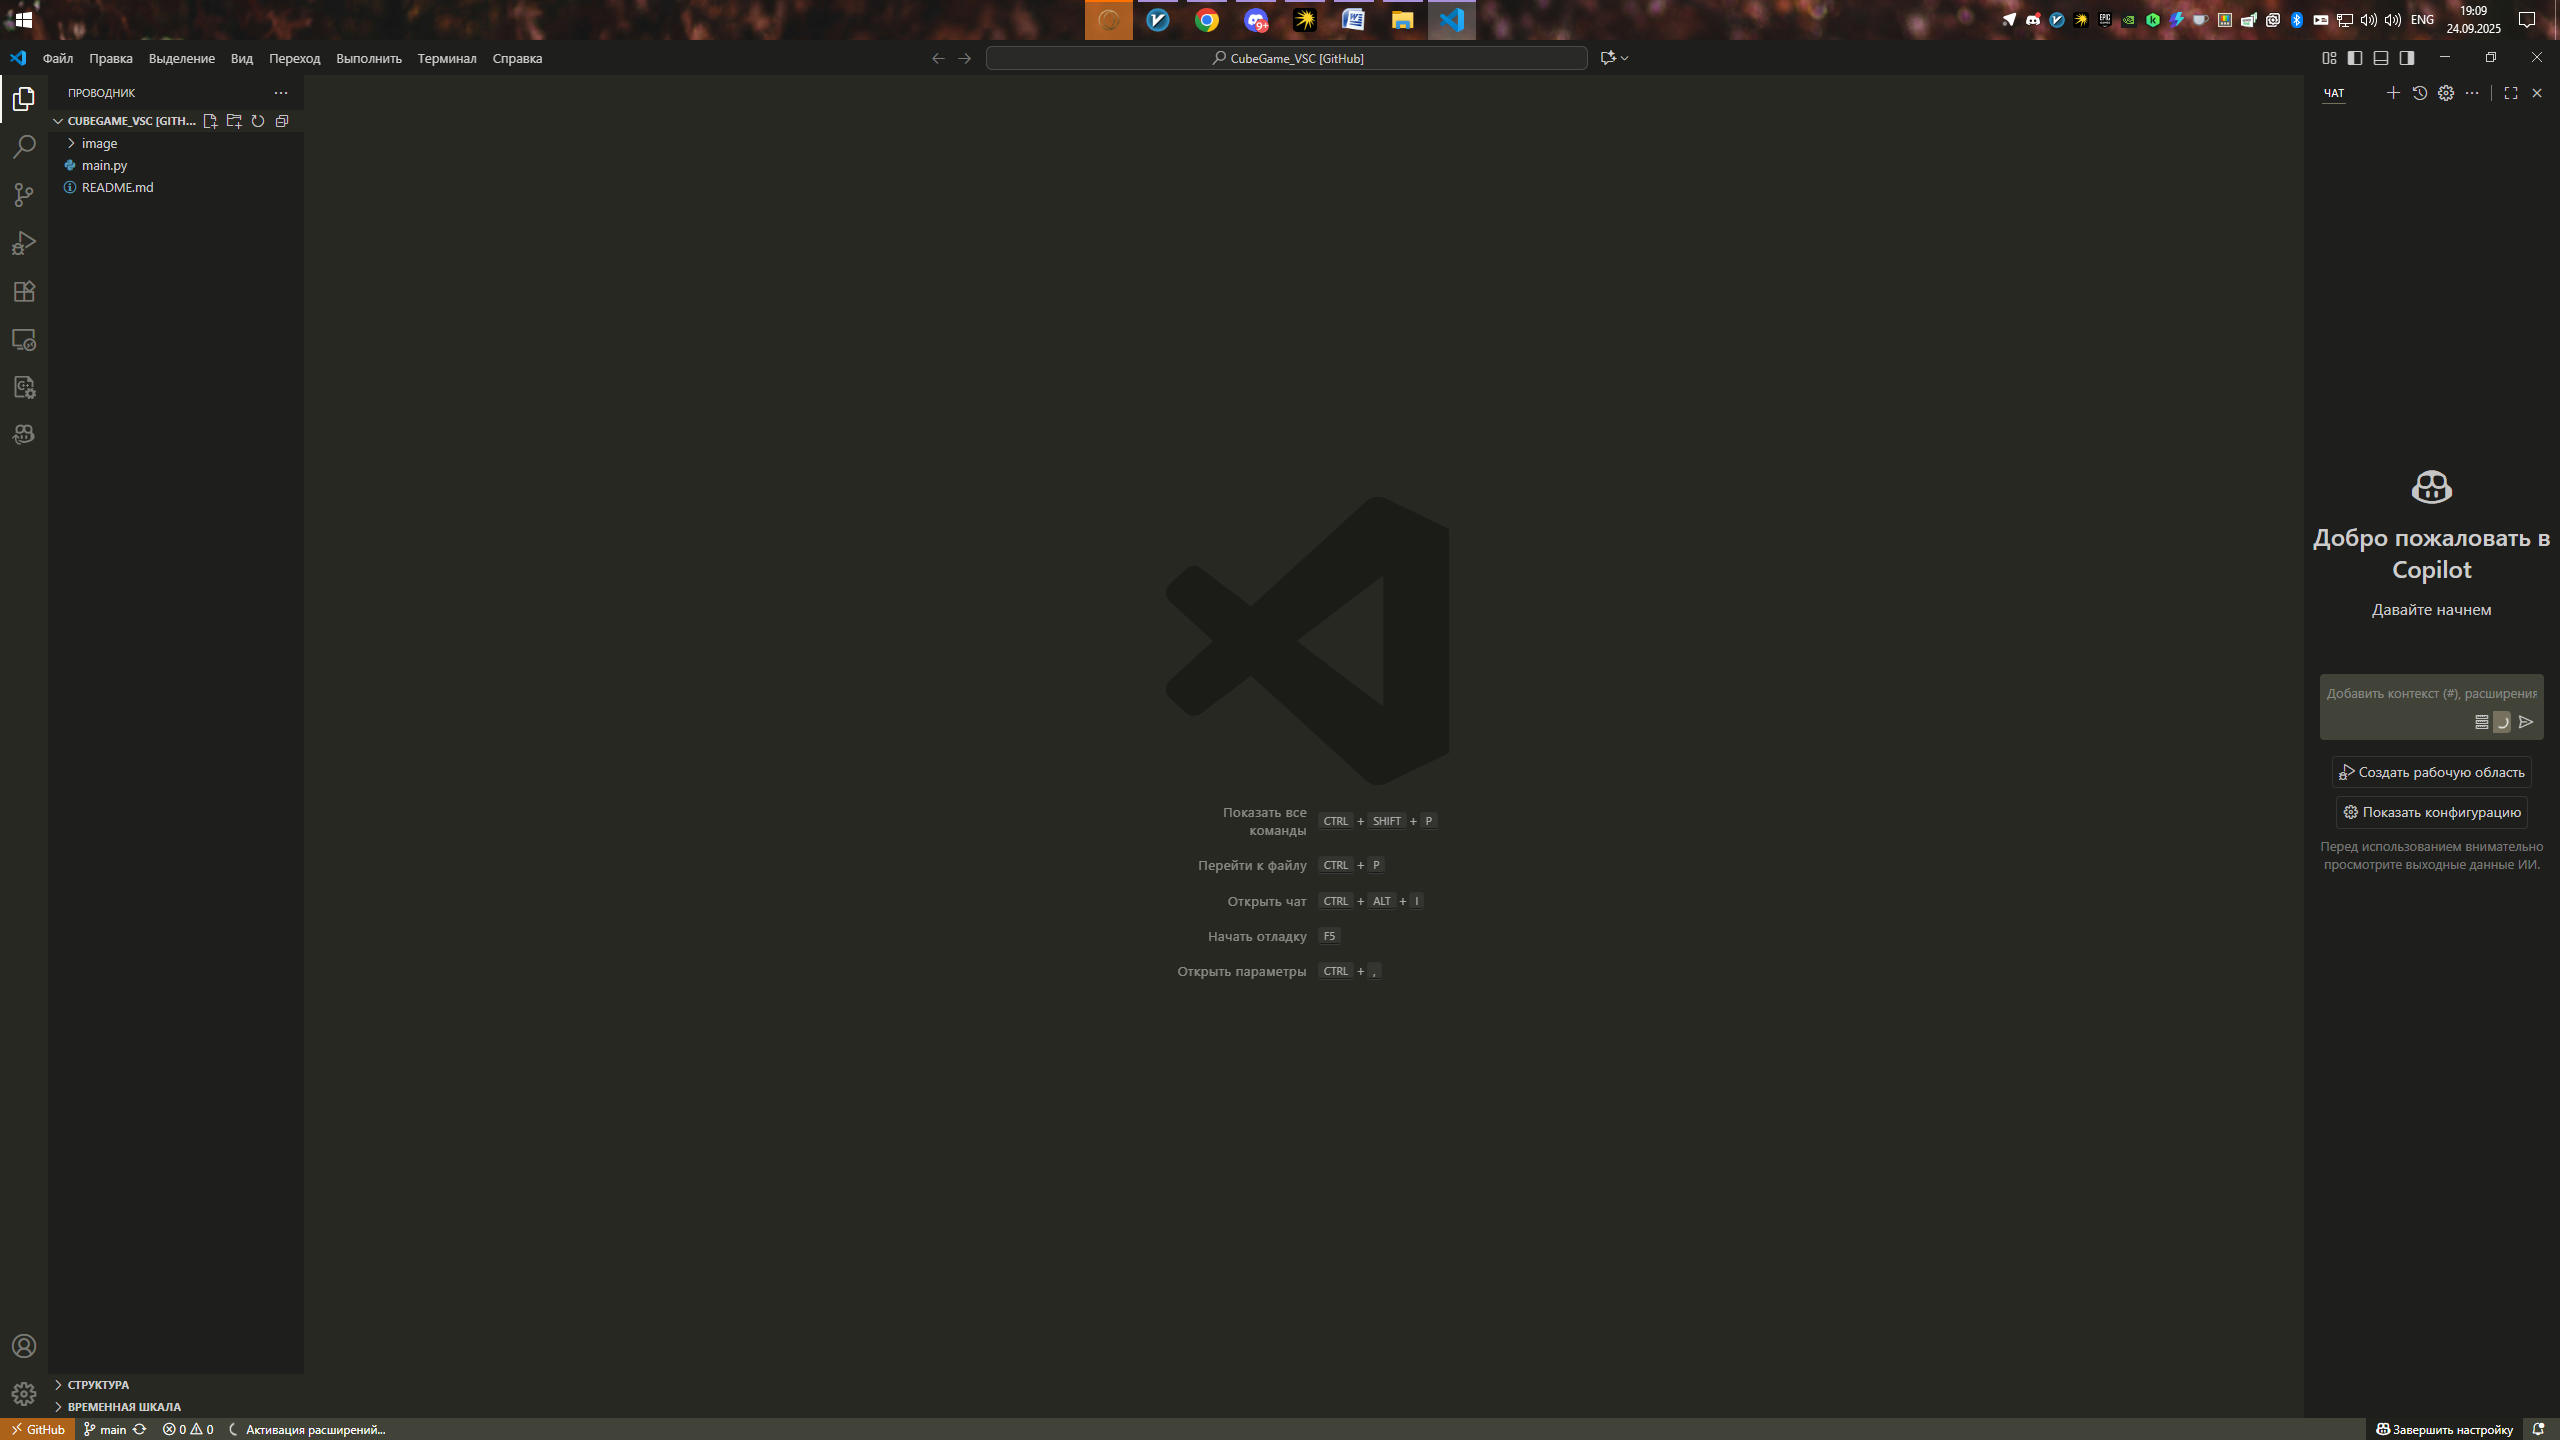 9+
ENG
19:09
24.09.2025
Файл Правка Выделение Вид Переход Выполнить Терминал Справка
CubeGame_VSC [GitHub]
ПРОВОДНИК
CUBEGAME_VSC [GITH...
image
main.py
README.md
Показать все
команды
CTRL + SHIFT + P
Перейти к файлу CTRL + P
Открыть чат CTRL + ALT + I
Начать отладку F5
Открыть параметры CTRL + ,
ЧАТ
Добро пожаловать в
Copilot
Давайте начнем
Добавить контекст (#), расширения
Создать рабочую область
Показать конфигурацию
Перед использованием внимательно
просмотрите выходные данные ИИ.
СТРУКТУРА
ВРЕМЕННАЯ ШКАЛА
GitHub main 0 0 Активация расширений...
Завершить настройку